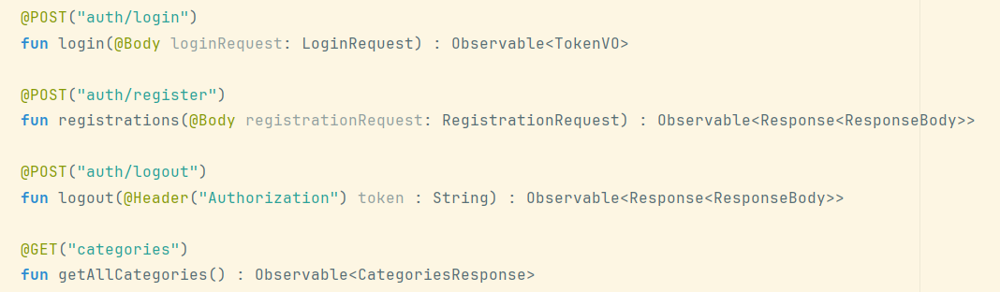 @POST("auth/login")
fun login(@Body loginRequest: LoginRequest) : Observable<TokenVO>
@POST("auth/register")
fun registrations(@Body registrationRequest: RegistrationRequest) : Observable<Response<ResponseBody>>
@POST("auth/logout")
fun logout(@Header("Authorization") token : String) : Observable<Response<ResponseBody>>
@GET("categories")
fun getAllCategories() : Observable<CategoriesResponse>